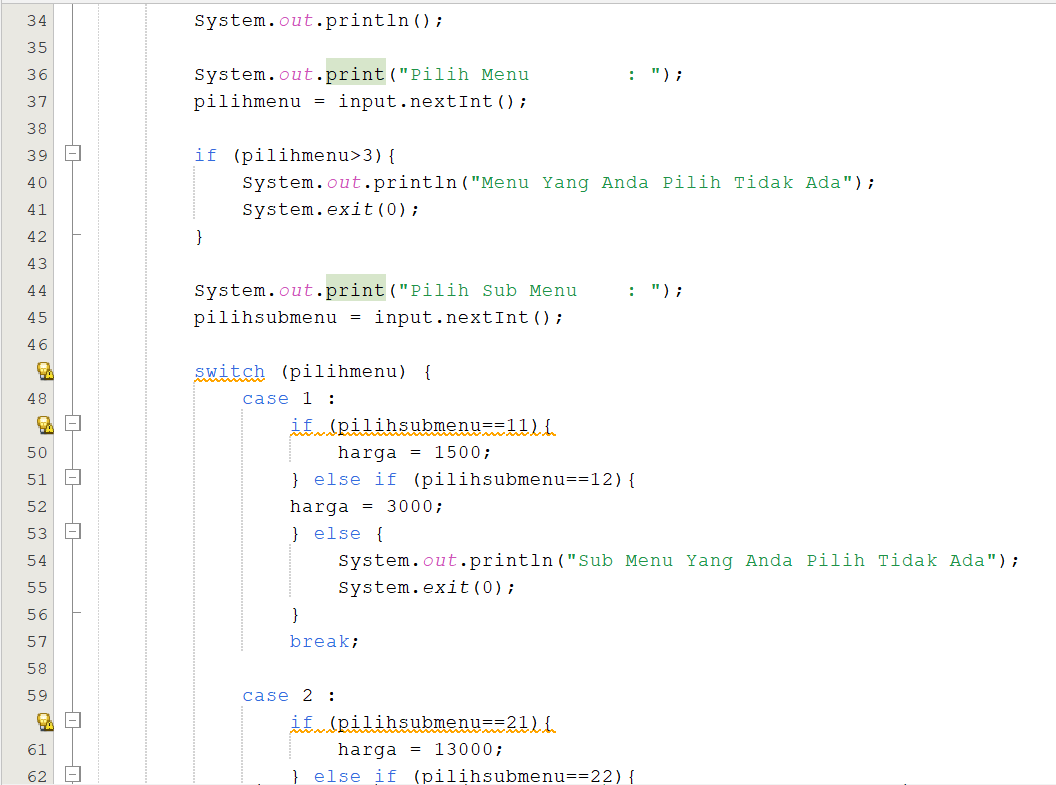 34 System.out.println();
35
36 System.out.print("Pilih Menu        : ");
37 pilihmenu = input.nextInt();
38
39 if (pilihmenu>3){
40     System.out.println("Menu Yang Anda Pilih Tidak Ada");
41     System.exit(0);
42 }
43
44 System.out.print("Pilih Sub Menu    : ");
45 pilihsubmenu = input.nextInt();
46
switch (pilihmenu) {
48     case 1 :
        if (pilihsubmenu==11){
50             harga = 1500;
51         } else if (pilihsubmenu==12){
52         harga = 3000;
53         } else {
54             System.out.println("Sub Menu Yang Anda Pilih Tidak Ada");
55             System.exit(0);
56         }
57         break;
58
59     case 2 :
        if (pilihsubmenu==21){
61             harga = 13000;
62         } else if (pilihsubmenu==22){